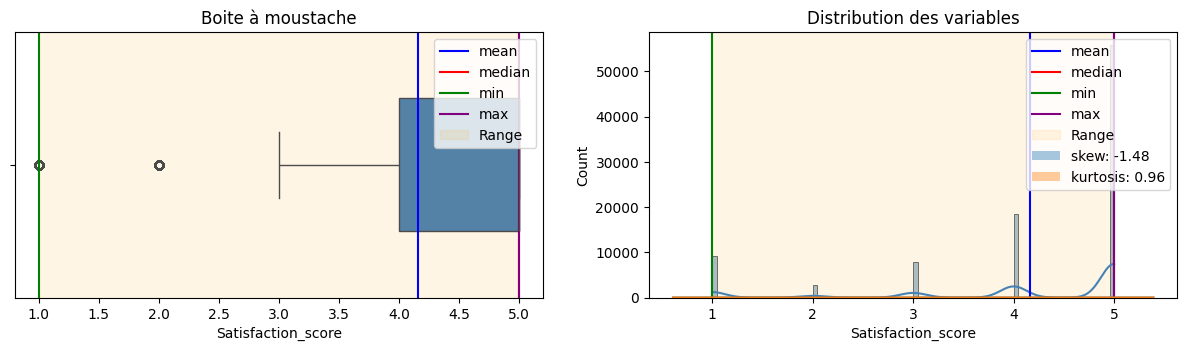 Boite à moustache
mean
median
min
max
Range
1.0 1.5 2.0 2.5 3.0 3.5 4.0 4.5 5.0
Satisfaction_score
Distribution des variables
mean
median
min
max
Range
skew: -1.48
kurtosis: 0.96
Count
50000
40000
30000
20000
10000
0
1 2 3 4 5
Satisfaction_score